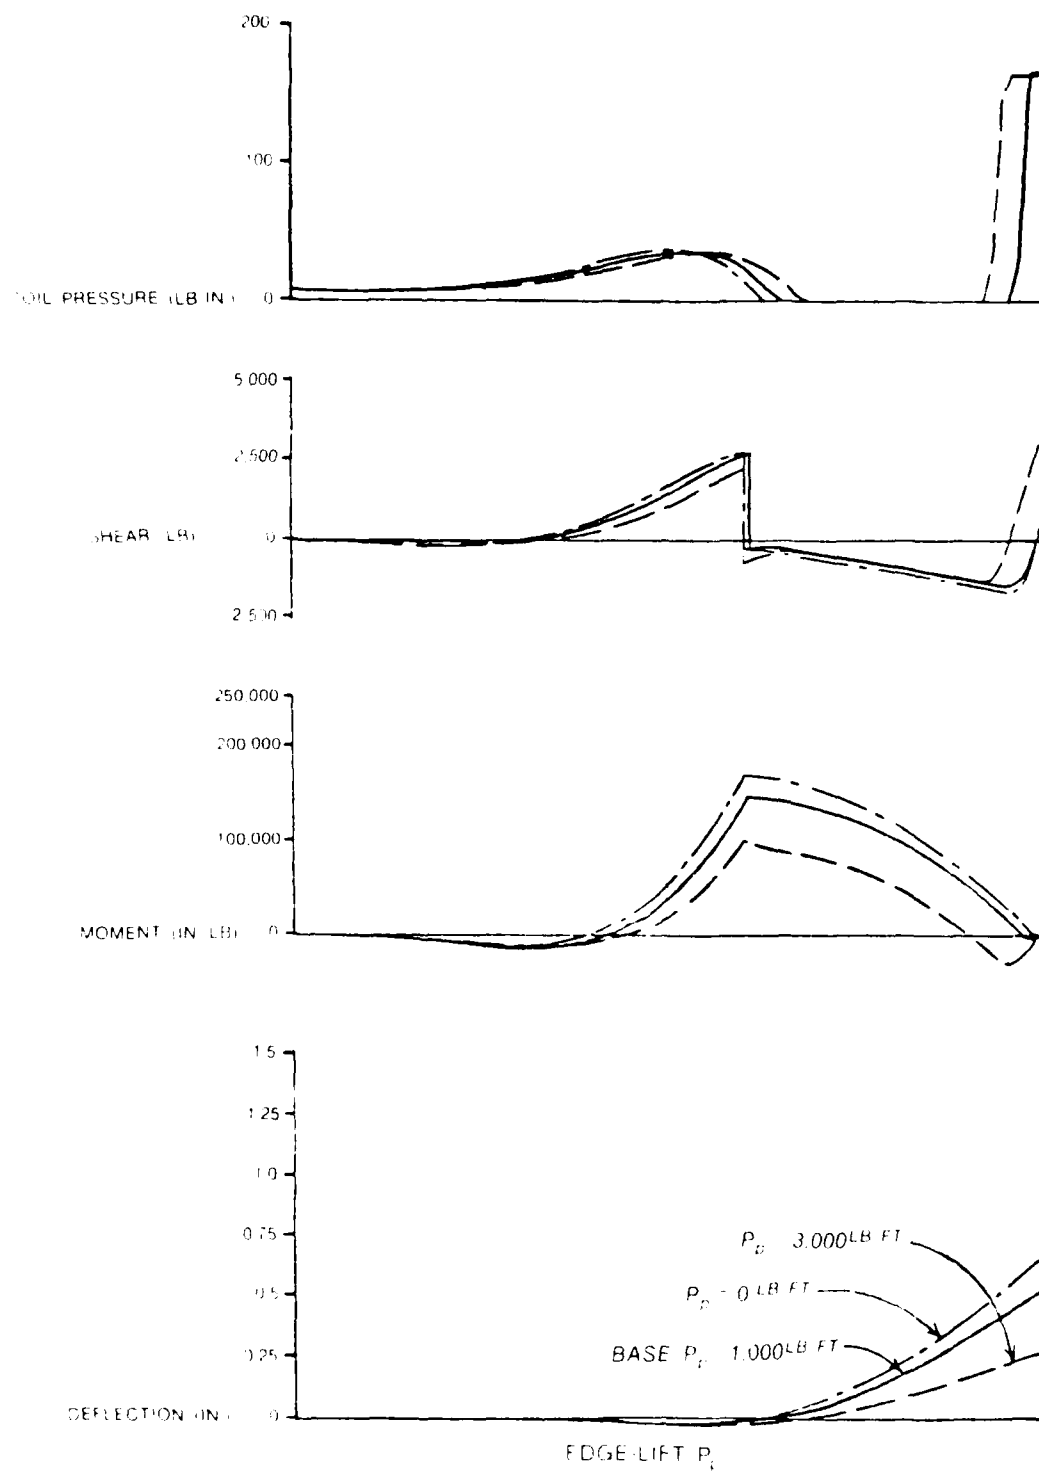 200
100
OIL PRESSURE (LB IN) 0
5,000
2,500
0
HEAR (LB)
2,500
250,000
200,000
100,000
MOMENT (IN LB) 0
1.5
1.25
1.0
0.75
0.5
0.25
DEFLECTION (IN) 0
P_p 3,000 LB FT
P_p = 0 LB FT
BASE P_p 1,000 LB FT
EDGE-LIFT P